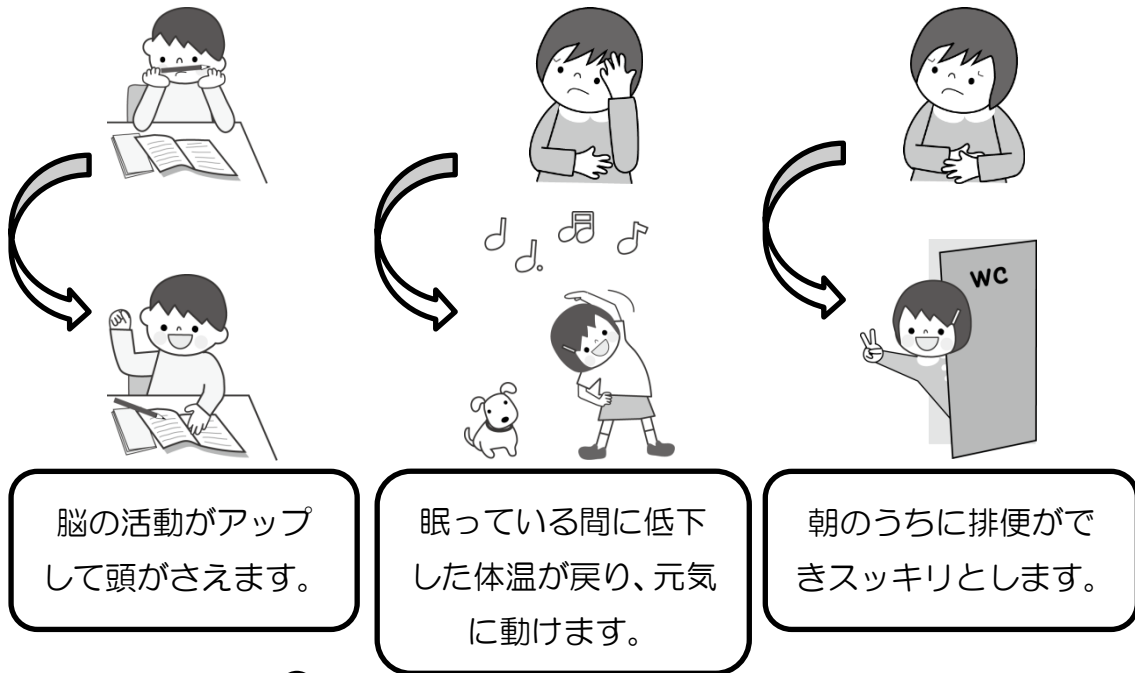 WC
脳の活動がアップ
して頭がさえます。
眠っている間に低下
した体温が戻り、元気
に動けます。
朝のうちに排便がで
きスッキリとします。